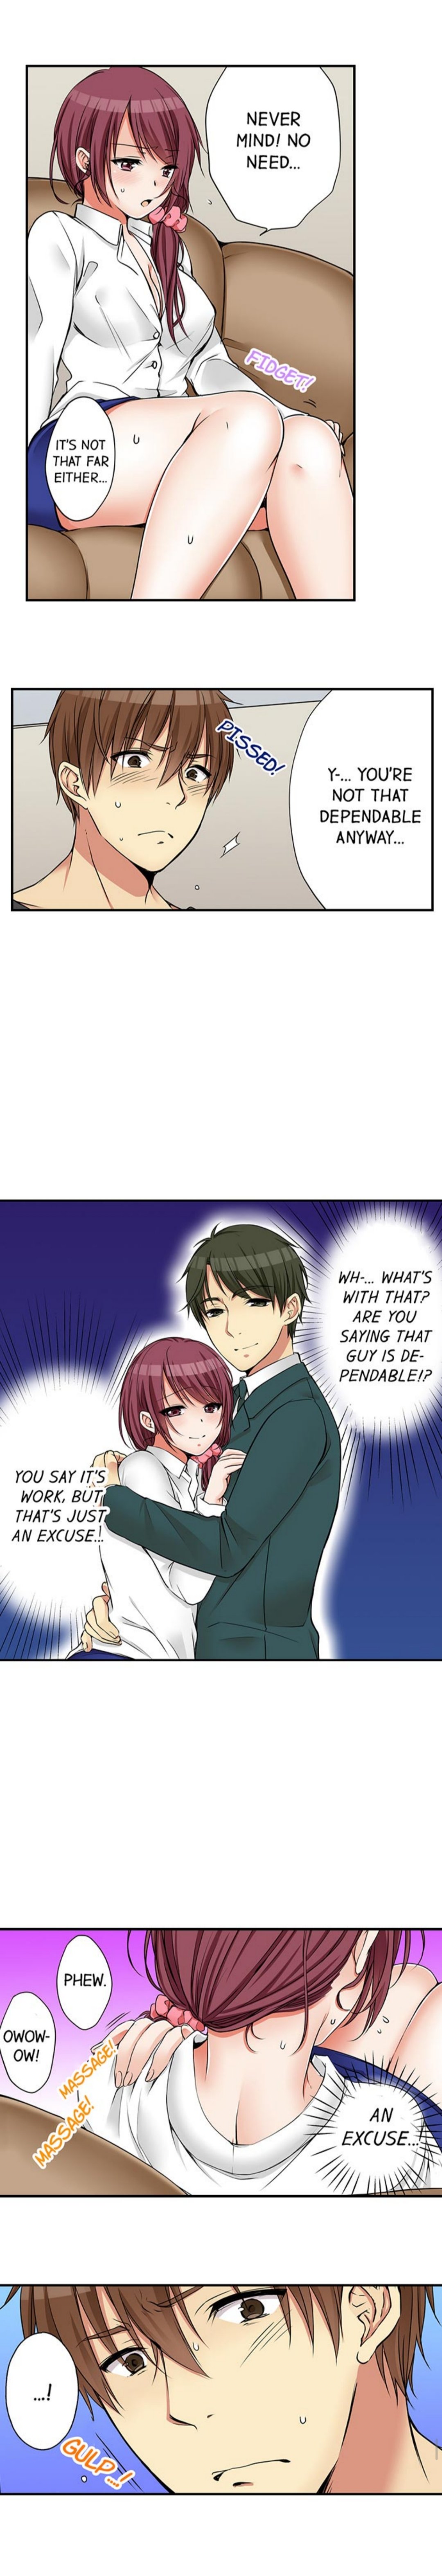 NEVER
MIND! NO
NEED...
FIDGET!
IT'S NOT
THAT FAR
EITHER...
PISSED!
Y-... YOU'RE
NOT THAT
DEPENDABLE
ANYWAY...
WH-... WHAT'S
WITH THAT?
ARE YOU
SAYING THAT
GUY IS DE-
PENDABLE!?
YOU SAY IT'S
WORK, BUT
THAT'S JUST
AN EXCUSE...
PHEW.
OWOW-
OW!
MASSAGE!
MASSAGE!
AN
EXCUSE...
...!
GULP...!